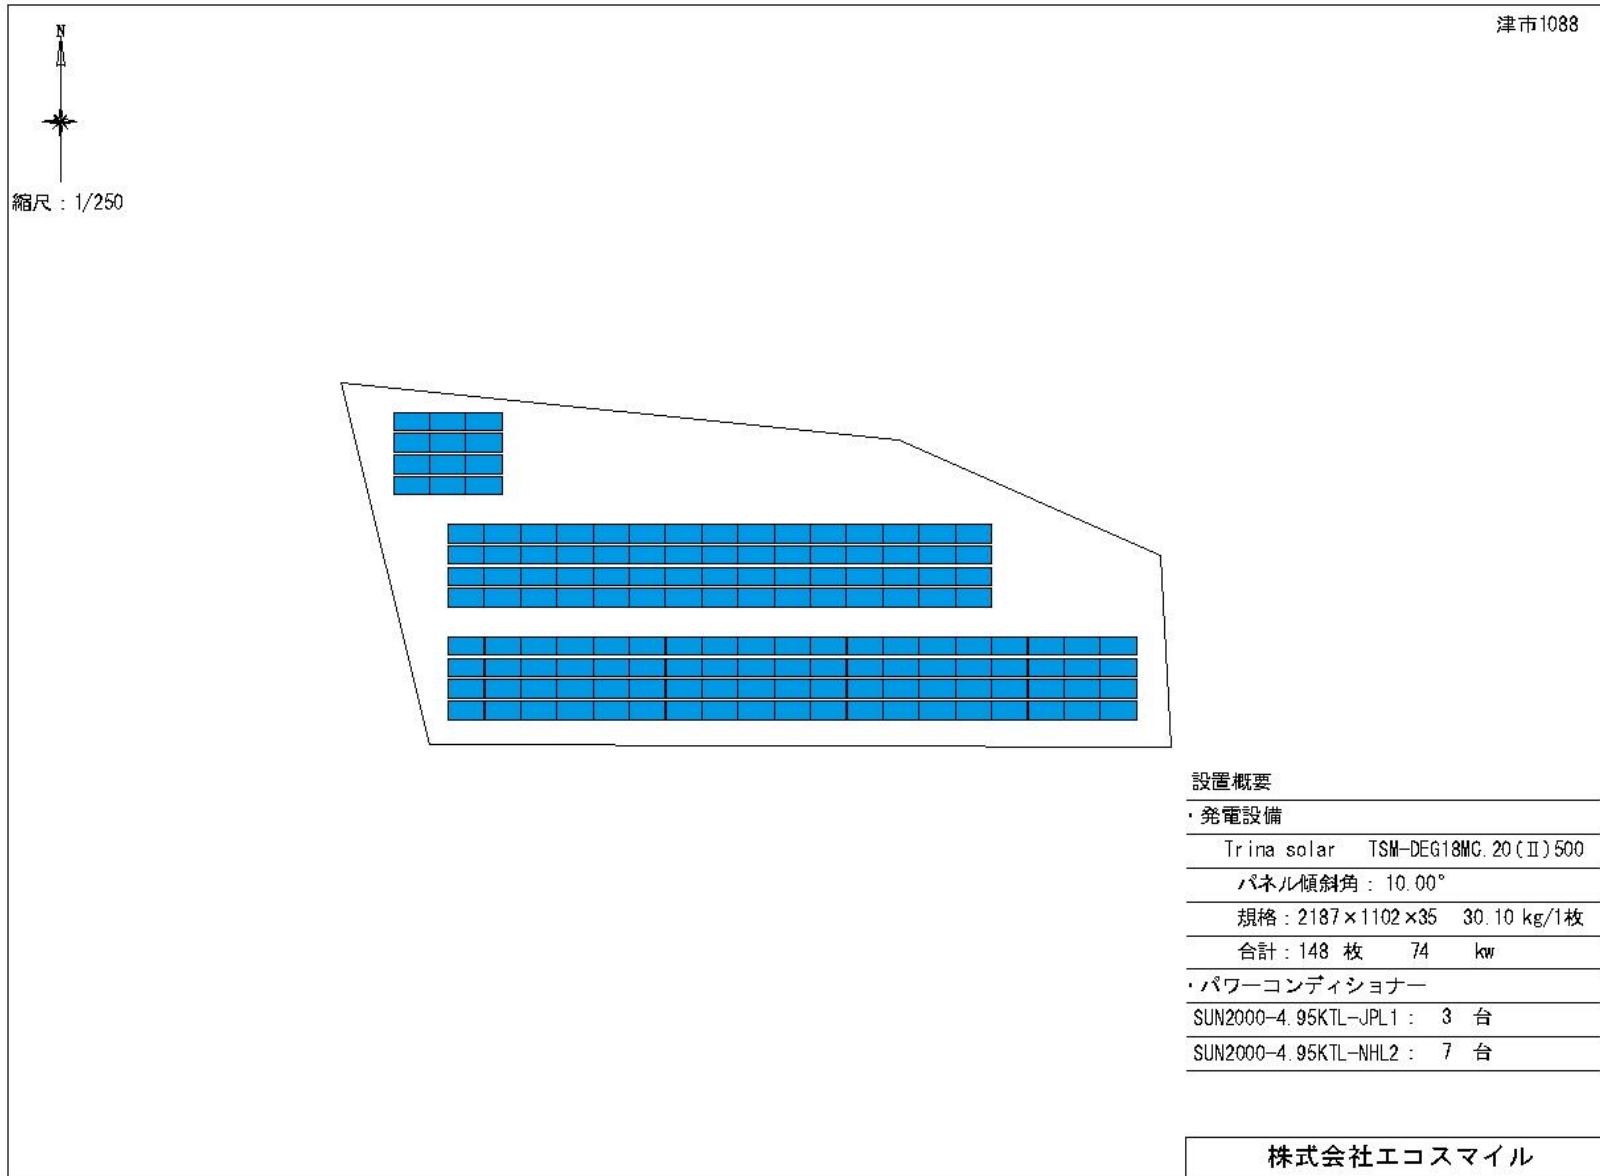 津市1088
N
縮尺：1/250
設置概要
・発電設備
Trina solar TSM-DEG18MC.20(Ⅱ)500
パネル傾斜角：10.00°
規格：2187×1102×35 30.10 kg/1枚
合計：148 枚 74 kw
・パワーコンディショナー
SUN2000-4.95KTL-JPL1： 3 台
SUN2000-4.95KTL-NHL2： 7 台
株式会社エコスマイル